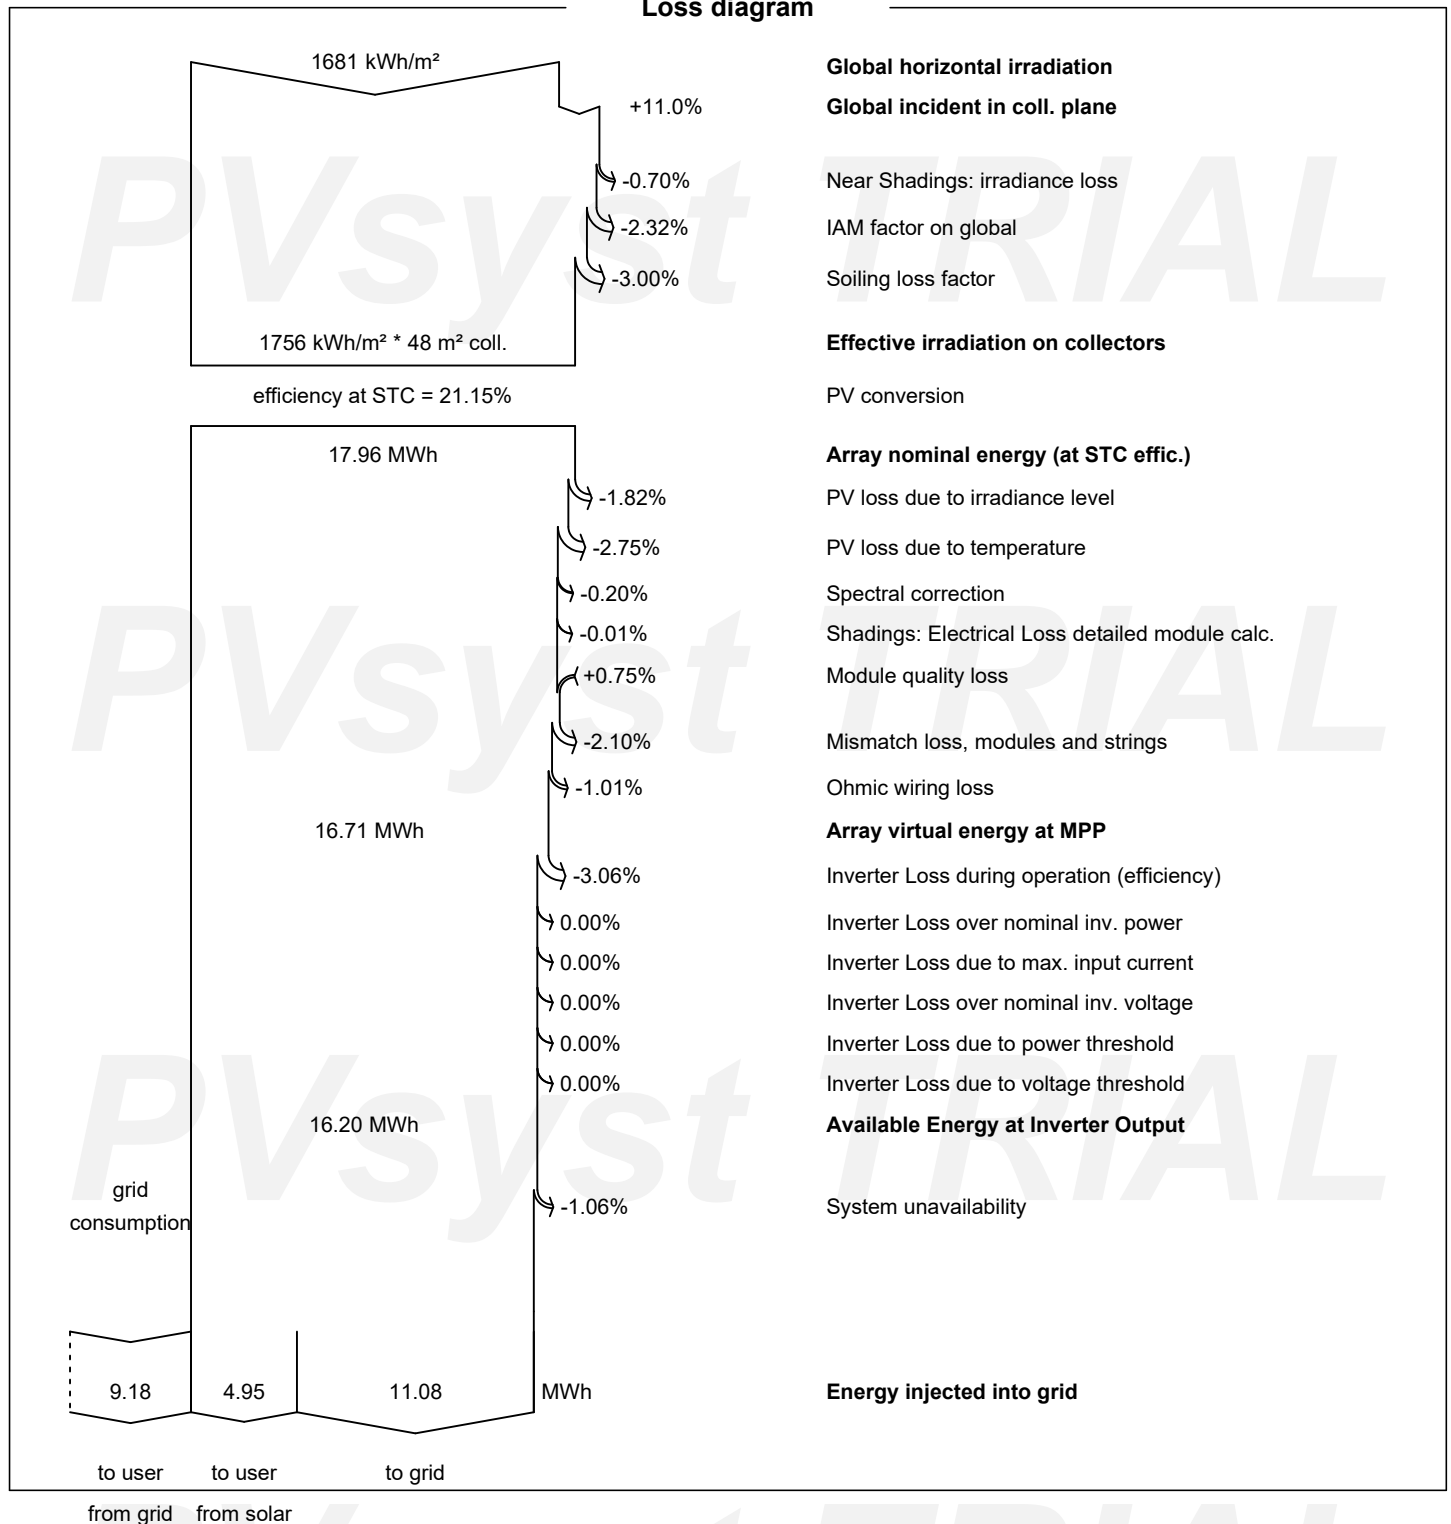 Loss diagram
1681 kWh/m² Global horizontal irradiation
+11.0% Global incident in coll. plane
-0.70% Near Shadings: irradiance loss
-2.32% IAM factor on global
-3.00% Soiling loss factor
PVsyst TRIAL
1756 kWh/m² * 48 m² coll. Effective irradiation on collectors
efficiency at STC = 21.15% PV conversion
17.96 MWh Array nominal energy (at STC effic.)
-1.82% PV loss due to irradiance level
-2.75% PV loss due to temperature
-0.20% Spectral correction
-0.01% Shadings: Electrical Loss detailed module calc.
+0.75% Module quality loss
PVsyst TRIAL
-2.10% Mismatch loss, modules and strings
-1.01% Ohmic wiring loss
16.71 MWh Array virtual energy at MPP
-3.06% Inverter Loss during operation (efficiency)
0.00% Inverter Loss over nominal inv. power
0.00% Inverter Loss due to max. input current
0.00% Inverter Loss over nominal inv. voltage
0.00% Inverter Loss due to power threshold
0.00% Inverter Loss due to voltage threshold
16.20 MWh Available Energy at Inverter Output
PVsyst TRIAL
grid
consumption
-1.06% System unavailability
9.18 4.95 11.08 MWh Energy injected into grid
to user to user to grid
from grid from solar